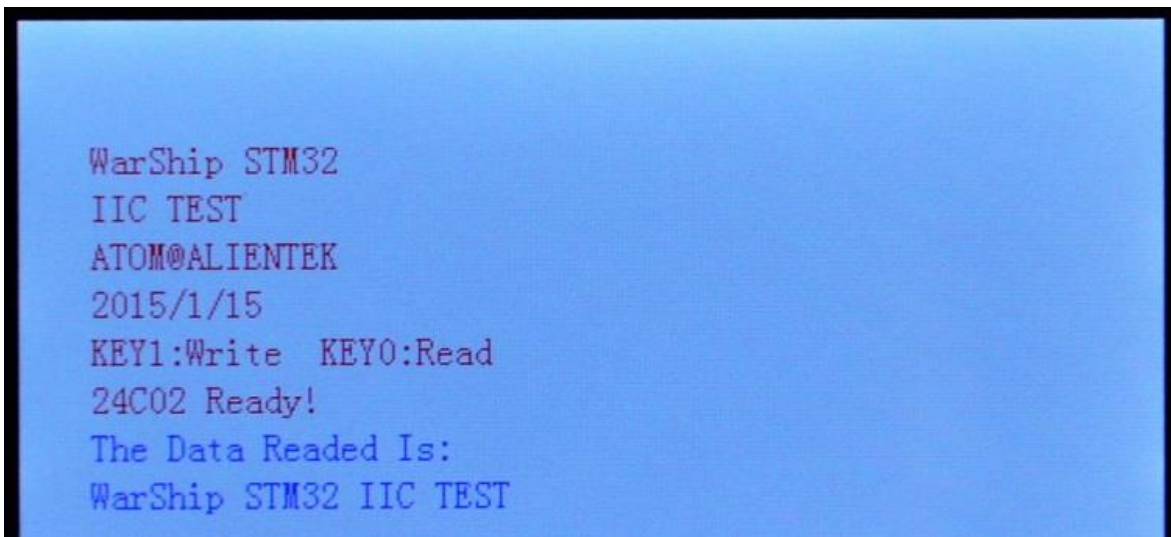 WarShip STM32
IIC TEST
ATOM@ALIENTEK
2015/1/15
KEY1:Write  KEY0:Read
24C02 Ready!
The Data Readed Is:
WarShip STM32 IIC TEST